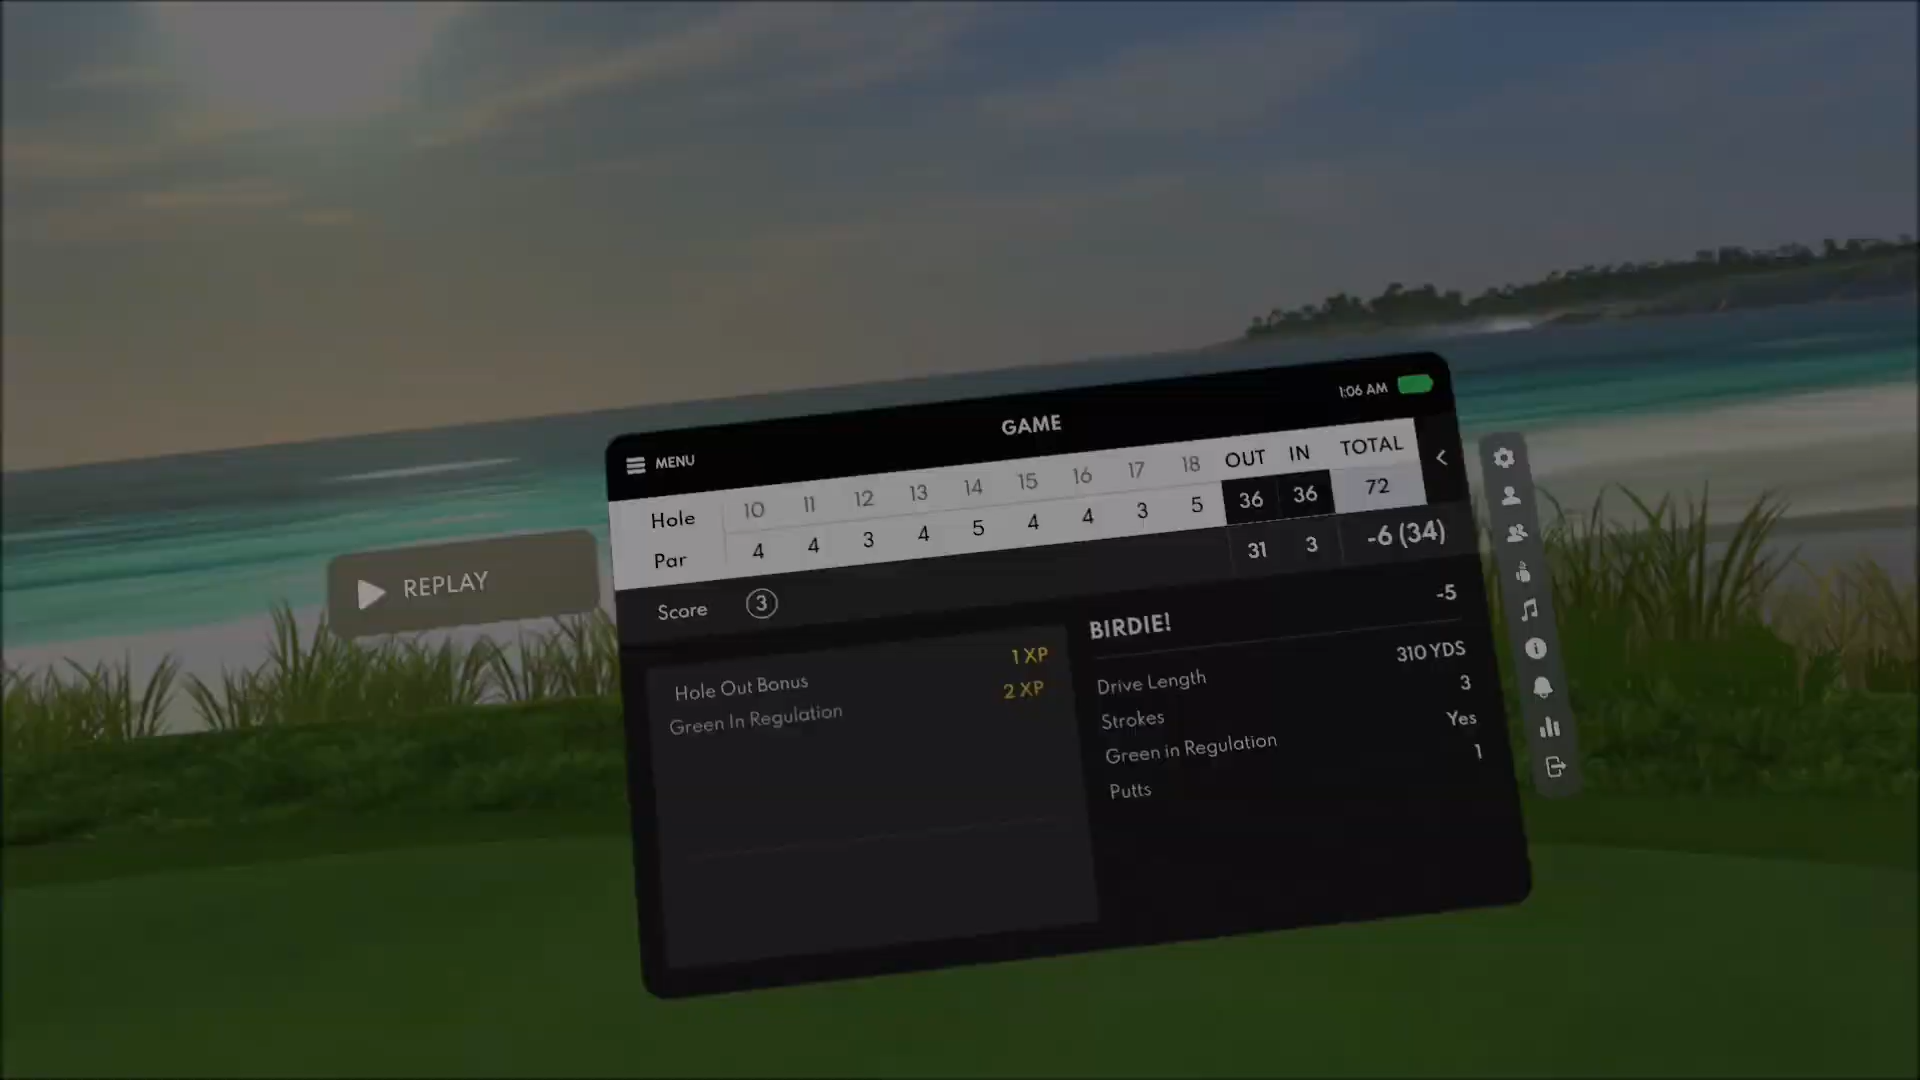 1:06 AM
GAME
MENU
Hole 10 11 12 13 14 15 16 17 18 OUT IN TOTAL
Par 4 4 3 4 5 4 4 3 5 36 36 72
Score 3 31 3 -6 (34)
REPLAY
Hole Out Bonus 1 XP
Green In Regulation 2 XP
BIRDIE! -5
Drive Length 310 YDS
Strokes 3
Green in Regulation Yes
Putts 1